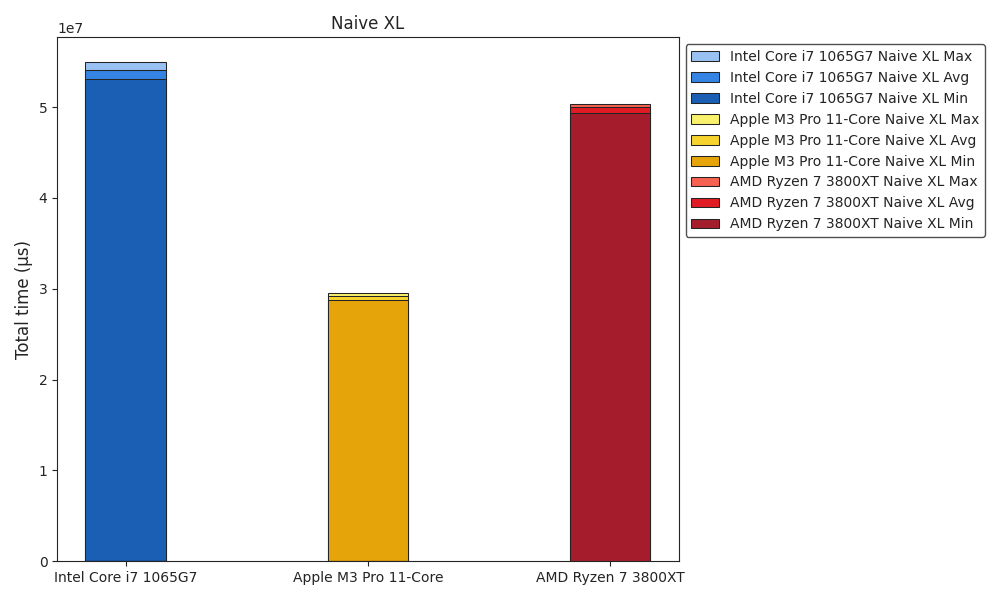 Naive XL
1e7
Intel Core i7 1065G7 Naive XL Max
Intel Core i7 1065G7 Naive XL Avg
Intel Core i7 1065G7 Naive XL Min
Apple M3 Pro 11-Core Naive XL Max
Apple M3 Pro 11-Core Naive XL Avg
Apple M3 Pro 11-Core Naive XL Min
AMD Ryzen 7 3800XT Naive XL Max
AMD Ryzen 7 3800XT Naive XL Avg
AMD Ryzen 7 3800XT Naive XL Min
Total time (µs)
5
4
3
2
1
0
Intel Core i7 1065G7
Apple M3 Pro 11-Core
AMD Ryzen 7 3800XT